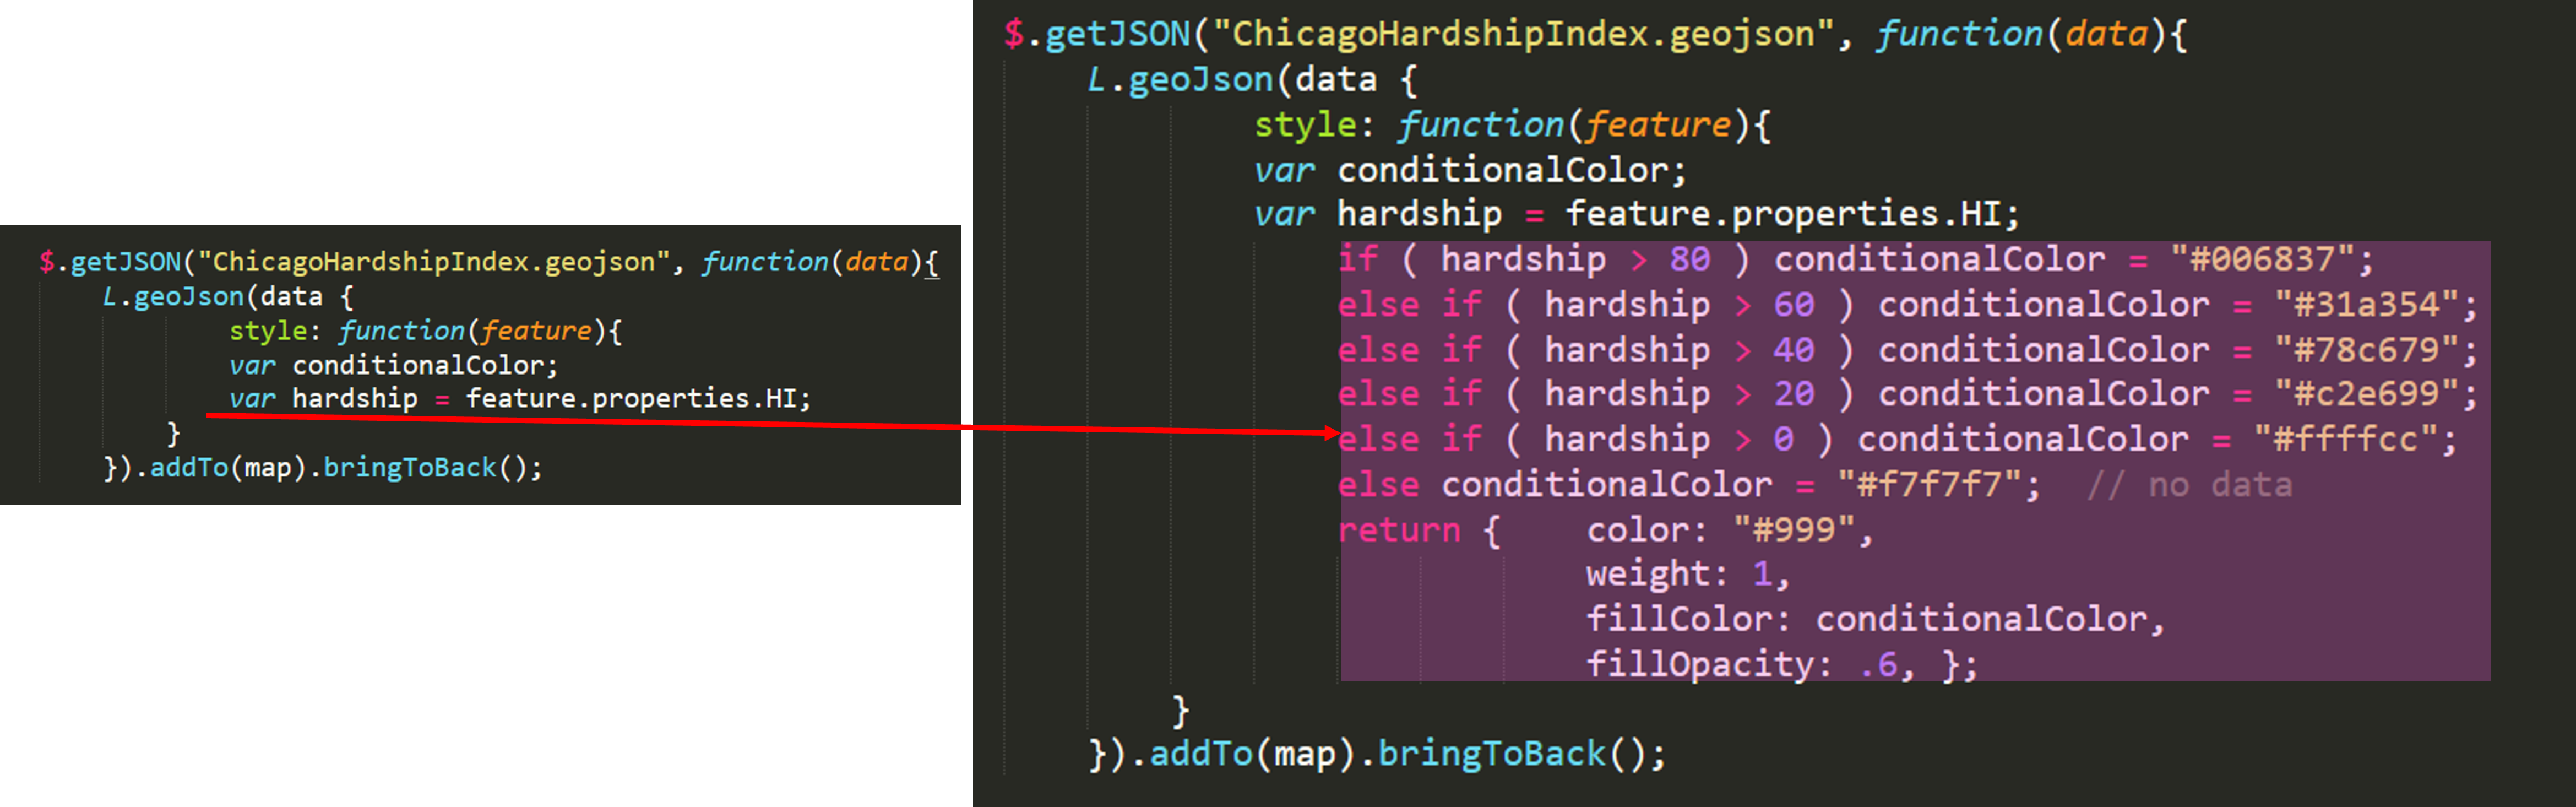 $.getJSON("ChicagoHardshipIndex.geojson", function(data){
L.geoJson(data {
style: function(feature){
var conditionalColor;
var hardship = feature.properties.HI;
}
}).addTo(map).bringToBack();
$.getJSON("ChicagoHardshipIndex.geojson", function(data){
L.geoJson(data {
style: function(feature){
var conditionalColor;
var hardship = feature.properties.HI;
if ( hardship > 80 ) conditionalColor = "#006837";
else if ( hardship > 60 ) conditionalColor = "#31a354";
else if ( hardship > 40 ) conditionalColor = "#78c679";
else if ( hardship > 20 ) conditionalColor = "#c2e699";
else if ( hardship > 0 ) conditionalColor = "#ffffcc";
else conditionalColor = "#f7f7f7";  // no data
return {    color: "#999",
weight: 1,
fillColor: conditionalColor,
fillOpacity: .6, };
}
}).addTo(map).bringToBack();